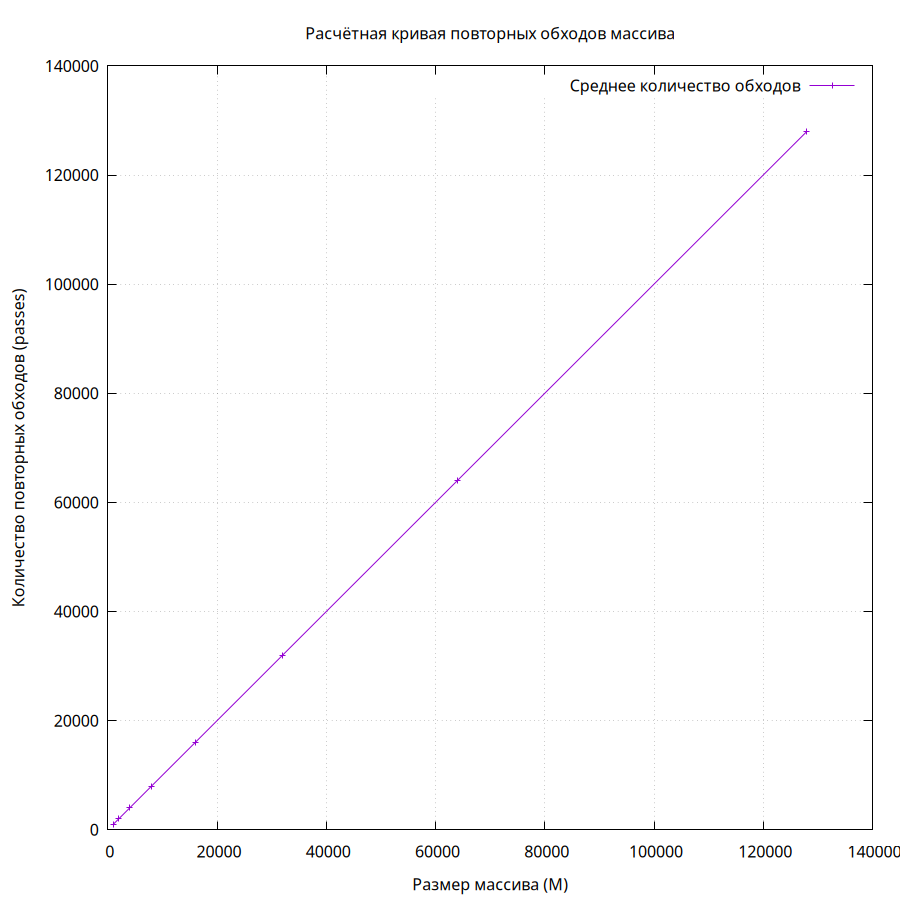 Расчётная кривая повторных обходов массива
Среднее количество обходов
140000
120000
100000
80000
60000
40000
20000
0
Количество повторных обходов (passes)
0 20000 40000 60000 80000 100000 120000 140000
Размер массива (M)